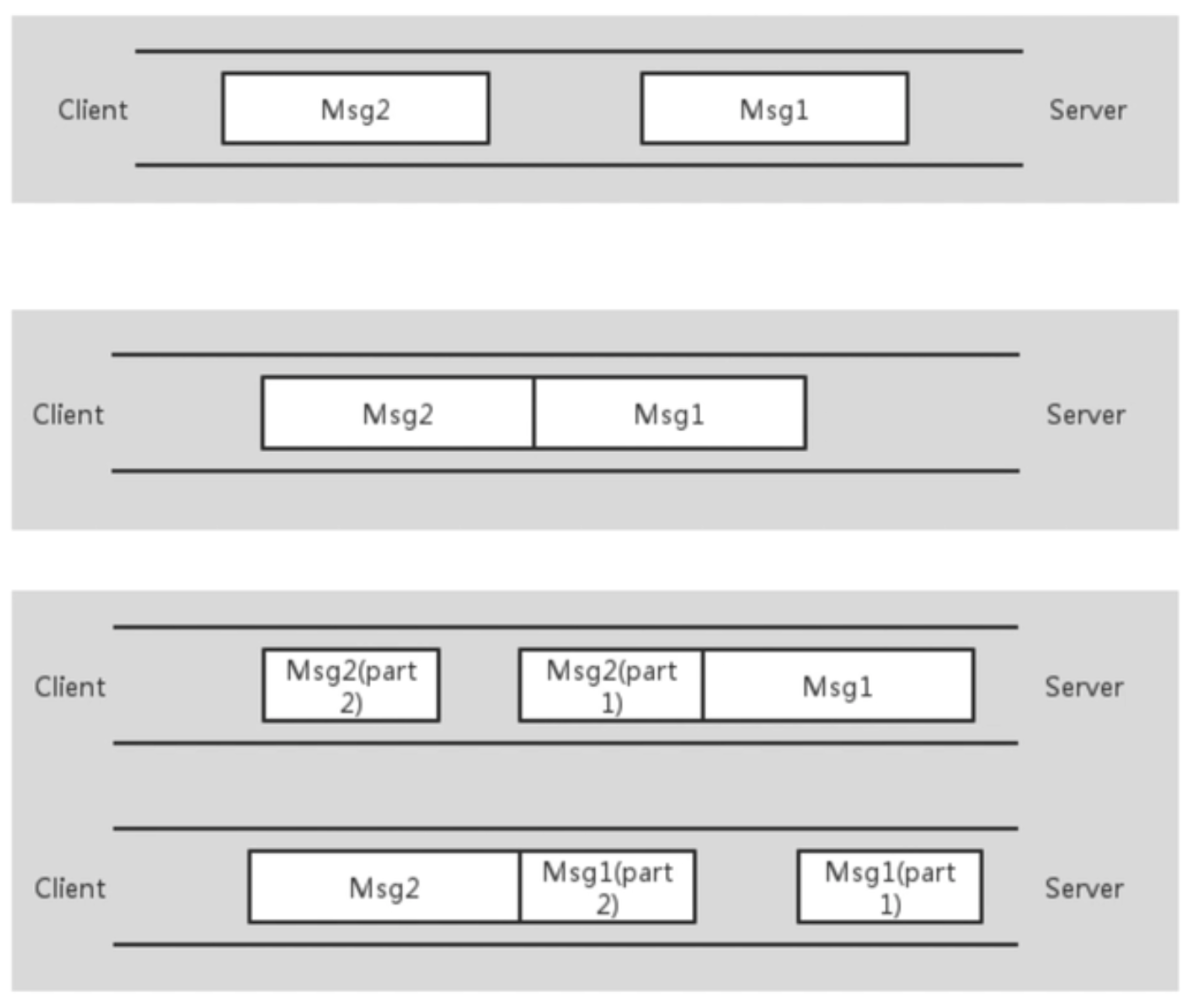 Client Msg2 Msg1 Server
Client Msg2 Msg1 Server
Client Msg2(part Msg2(part Msg1 Server
2) 1)
Client Msg2 Msg1(part Msg1(part Server
2) 1)